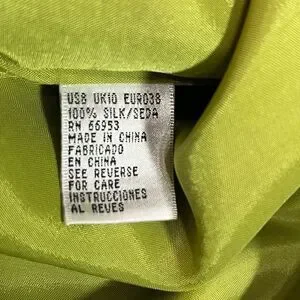 US8 UK10 EURO38
100% SILK/SEDA
RN 66953
MADE IN CHINA
FABRICADO
EN CHINA
SEE REVERSE
FOR CARE
INSTRUCCIONES
AL REVES